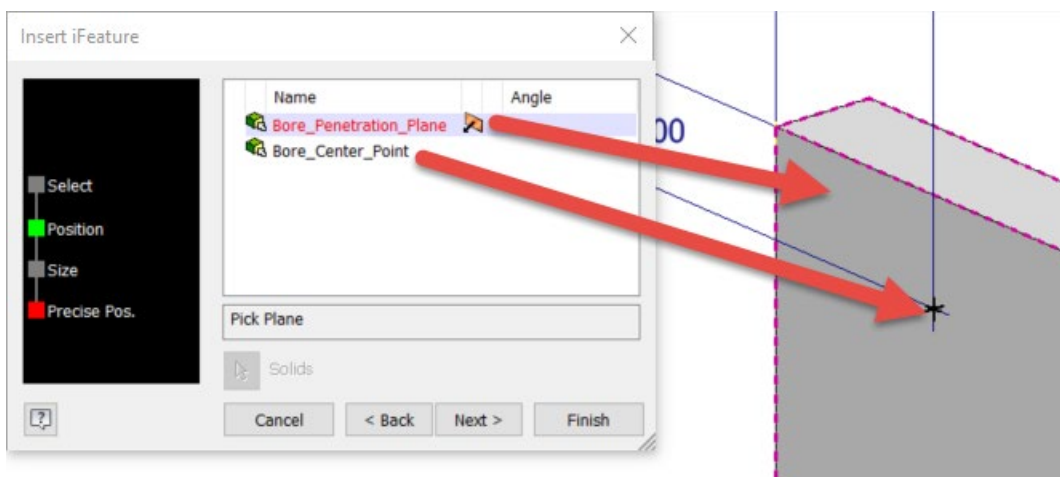 Insert iFeature
Name Angle
Bore_Penetration_Plane
Bore_Center_Point
Select
Position
Size
Precise Pos.
Pick Plane
Solids
Cancel < Back Next > Finish
00